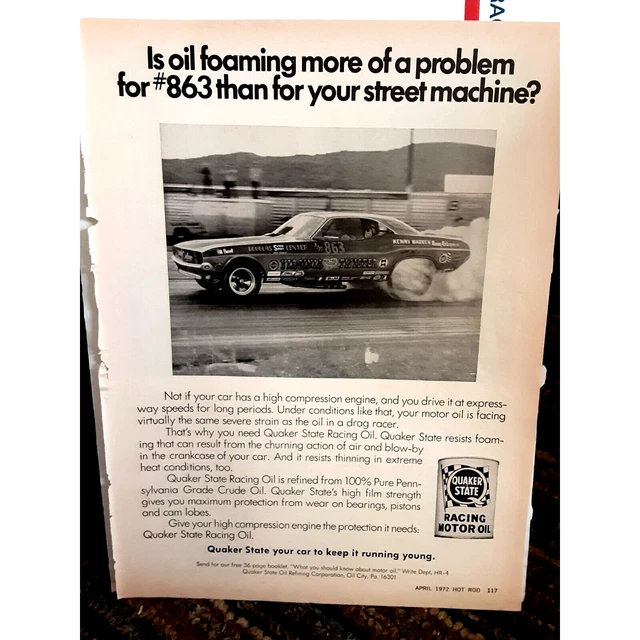 Is oil foaming more of a problem
for #863 than for your street machine?
863
CENTER
Not if your car has a high compression engine, and you drive it at express-
way speeds for long periods. Under conditions like that, your motor oil is facing
virtually the same severe strain as the oil in a drag racer.
That's why you need Quaker State Racing Oil. Quaker State resists foam-
ing that can result from the churning action of air and blow-by
in the crankcase of your car. And it resists thinning in extreme
heat conditions, too.
Quaker State Racing Oil is refined from 100% Pure Penn-
sylvania Grade Crude Oil. Quaker State's high film strength
gives you maximum protection from wear on bearings, pistons
and cam lobes.
Give your high compression engine the protection it needs:
Quaker State Racing Oil.
QUAKER
STATE
RACING
MOTOR OIL
Quaker State your car to keep it running young.
Send for our free 36 page booklet, "What you should know about motor oil." Write Dept. HR-4
Quaker State Oil Refining Corporation, Oil City, Pa. 16301
APRIL 1972 HOT ROD 117